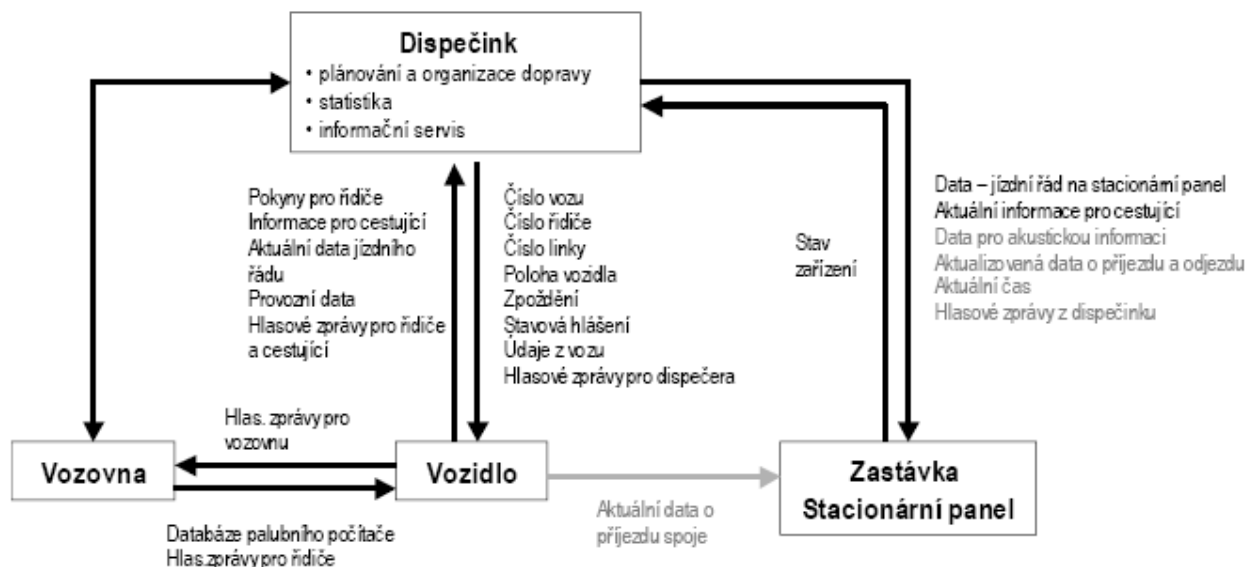 Dispečink
• plánování a organizace dopravy
• statistika
• informační servis
Pokyny pro řidiče
Informace pro cestující
Aktuální data jízdního
řádu
Provozní data
Hlasové zprávy pro řidiče
a cestující
Číslo vozu
Číslo řidiče
Číslo linky
Poloha vozidla
Zpoždění
Stavová hlášení
Údaje z vozu
Hlasové zprávy pro dispečera
Stav
zařízení
Data – jízdní řád na stacionární panel
Aktuální informace pro cestující
Data pro akustickou informaci
Aktualizovaná data o příjezdu a odjezdu
Aktuální čas
Hlasové zprávy z dispečinku
Hlas. zprávy pro
vozovnu
Vozovna
Vozidlo
Zastávka
Stacionární panel
Databáze palubního počítače
Hlas.zprávy pro řidiče
Aktuální data o
příjezdu spoje